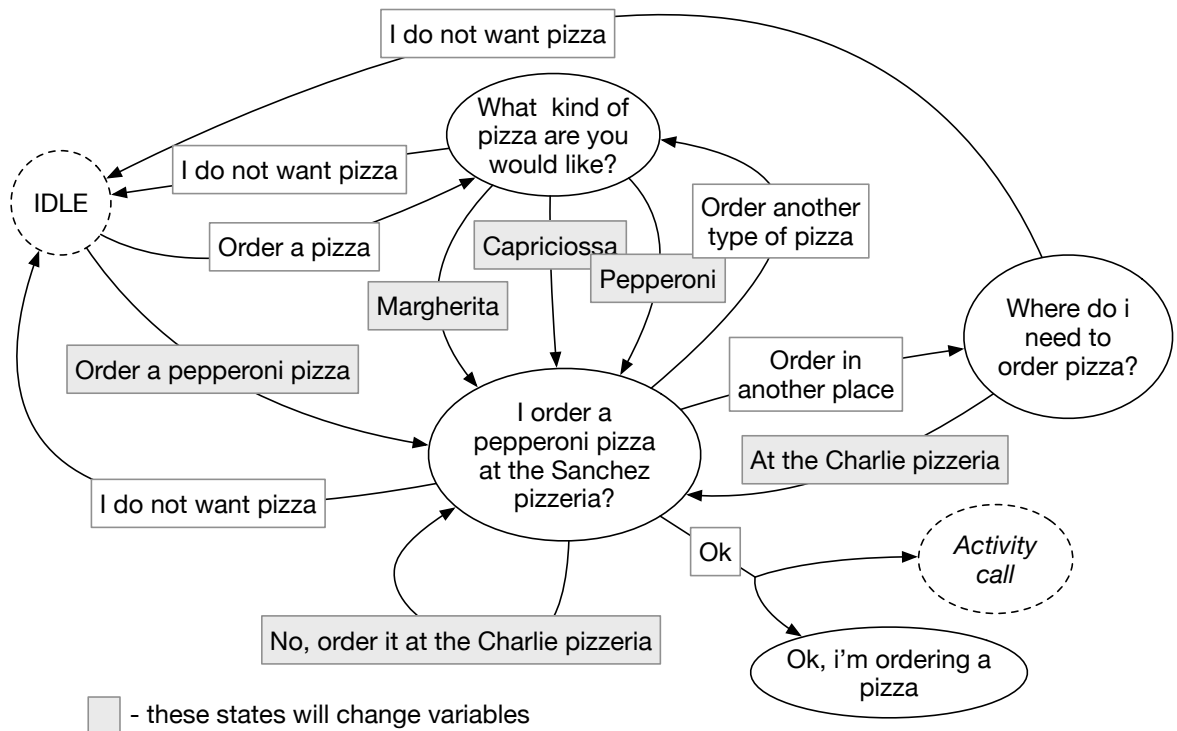 I do not want pizza
What kind of
pizza are you
would like?
I do not want pizza
IDLE
Order a pizza
Capriciossa
Pepperoni
Order another
type of pizza
Margherita
Where do i
need to
order pizza?
Order a pepperoni pizza
Order in
another place
I order a
pepperoni pizza
at the Sanchez
pizzeria?
At the Charlie pizzeria
I do not want pizza
Ok
Activity
call
No, order it at the Charlie pizzeria
Ok, i’m ordering a
pizza
- these states will change variables